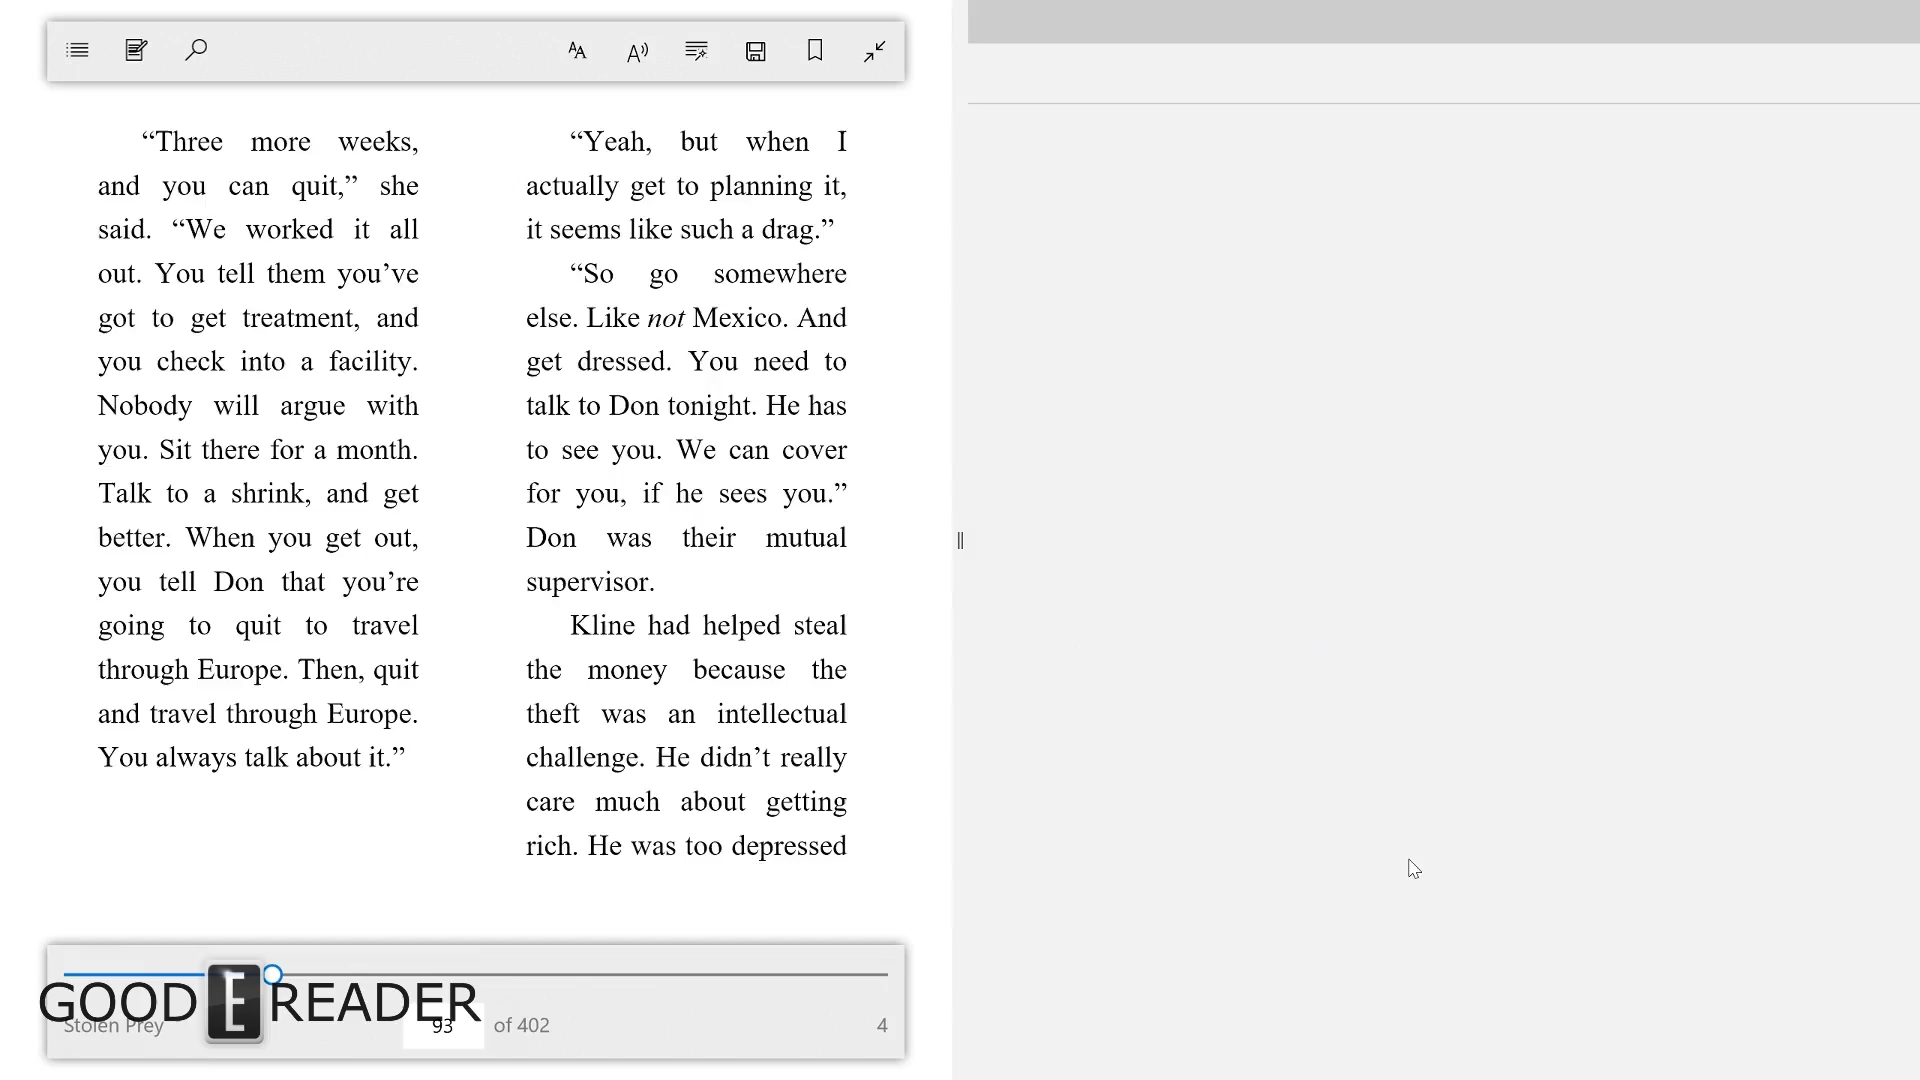 “Three more weeks,
and you can quit,” she
said. “We worked it all
out. You tell them you’ve
got to get treatment, and
you check into a facility.
Nobody will argue with
you. Sit there for a month.
Talk to a shrink, and get
better. When you get out,
you tell Don that you’re
going to quit to travel
through Europe. Then, quit
and travel through Europe.
You always talk about it.”
“Yeah, but when I
actually get to planning it,
it seems like such a drag.”
“So go somewhere
else. Like not Mexico. And
get dressed. You need to
talk to Don tonight. He has
to see you. We can cover
for you, if he sees you.”
Don was their mutual
supervisor.
Kline had helped steal
the money because the
theft was an intellectual
challenge. He didn’t really
care much about getting
rich. He was too depressed
GOOD E READER
Stolen Prey 93 of 402 4